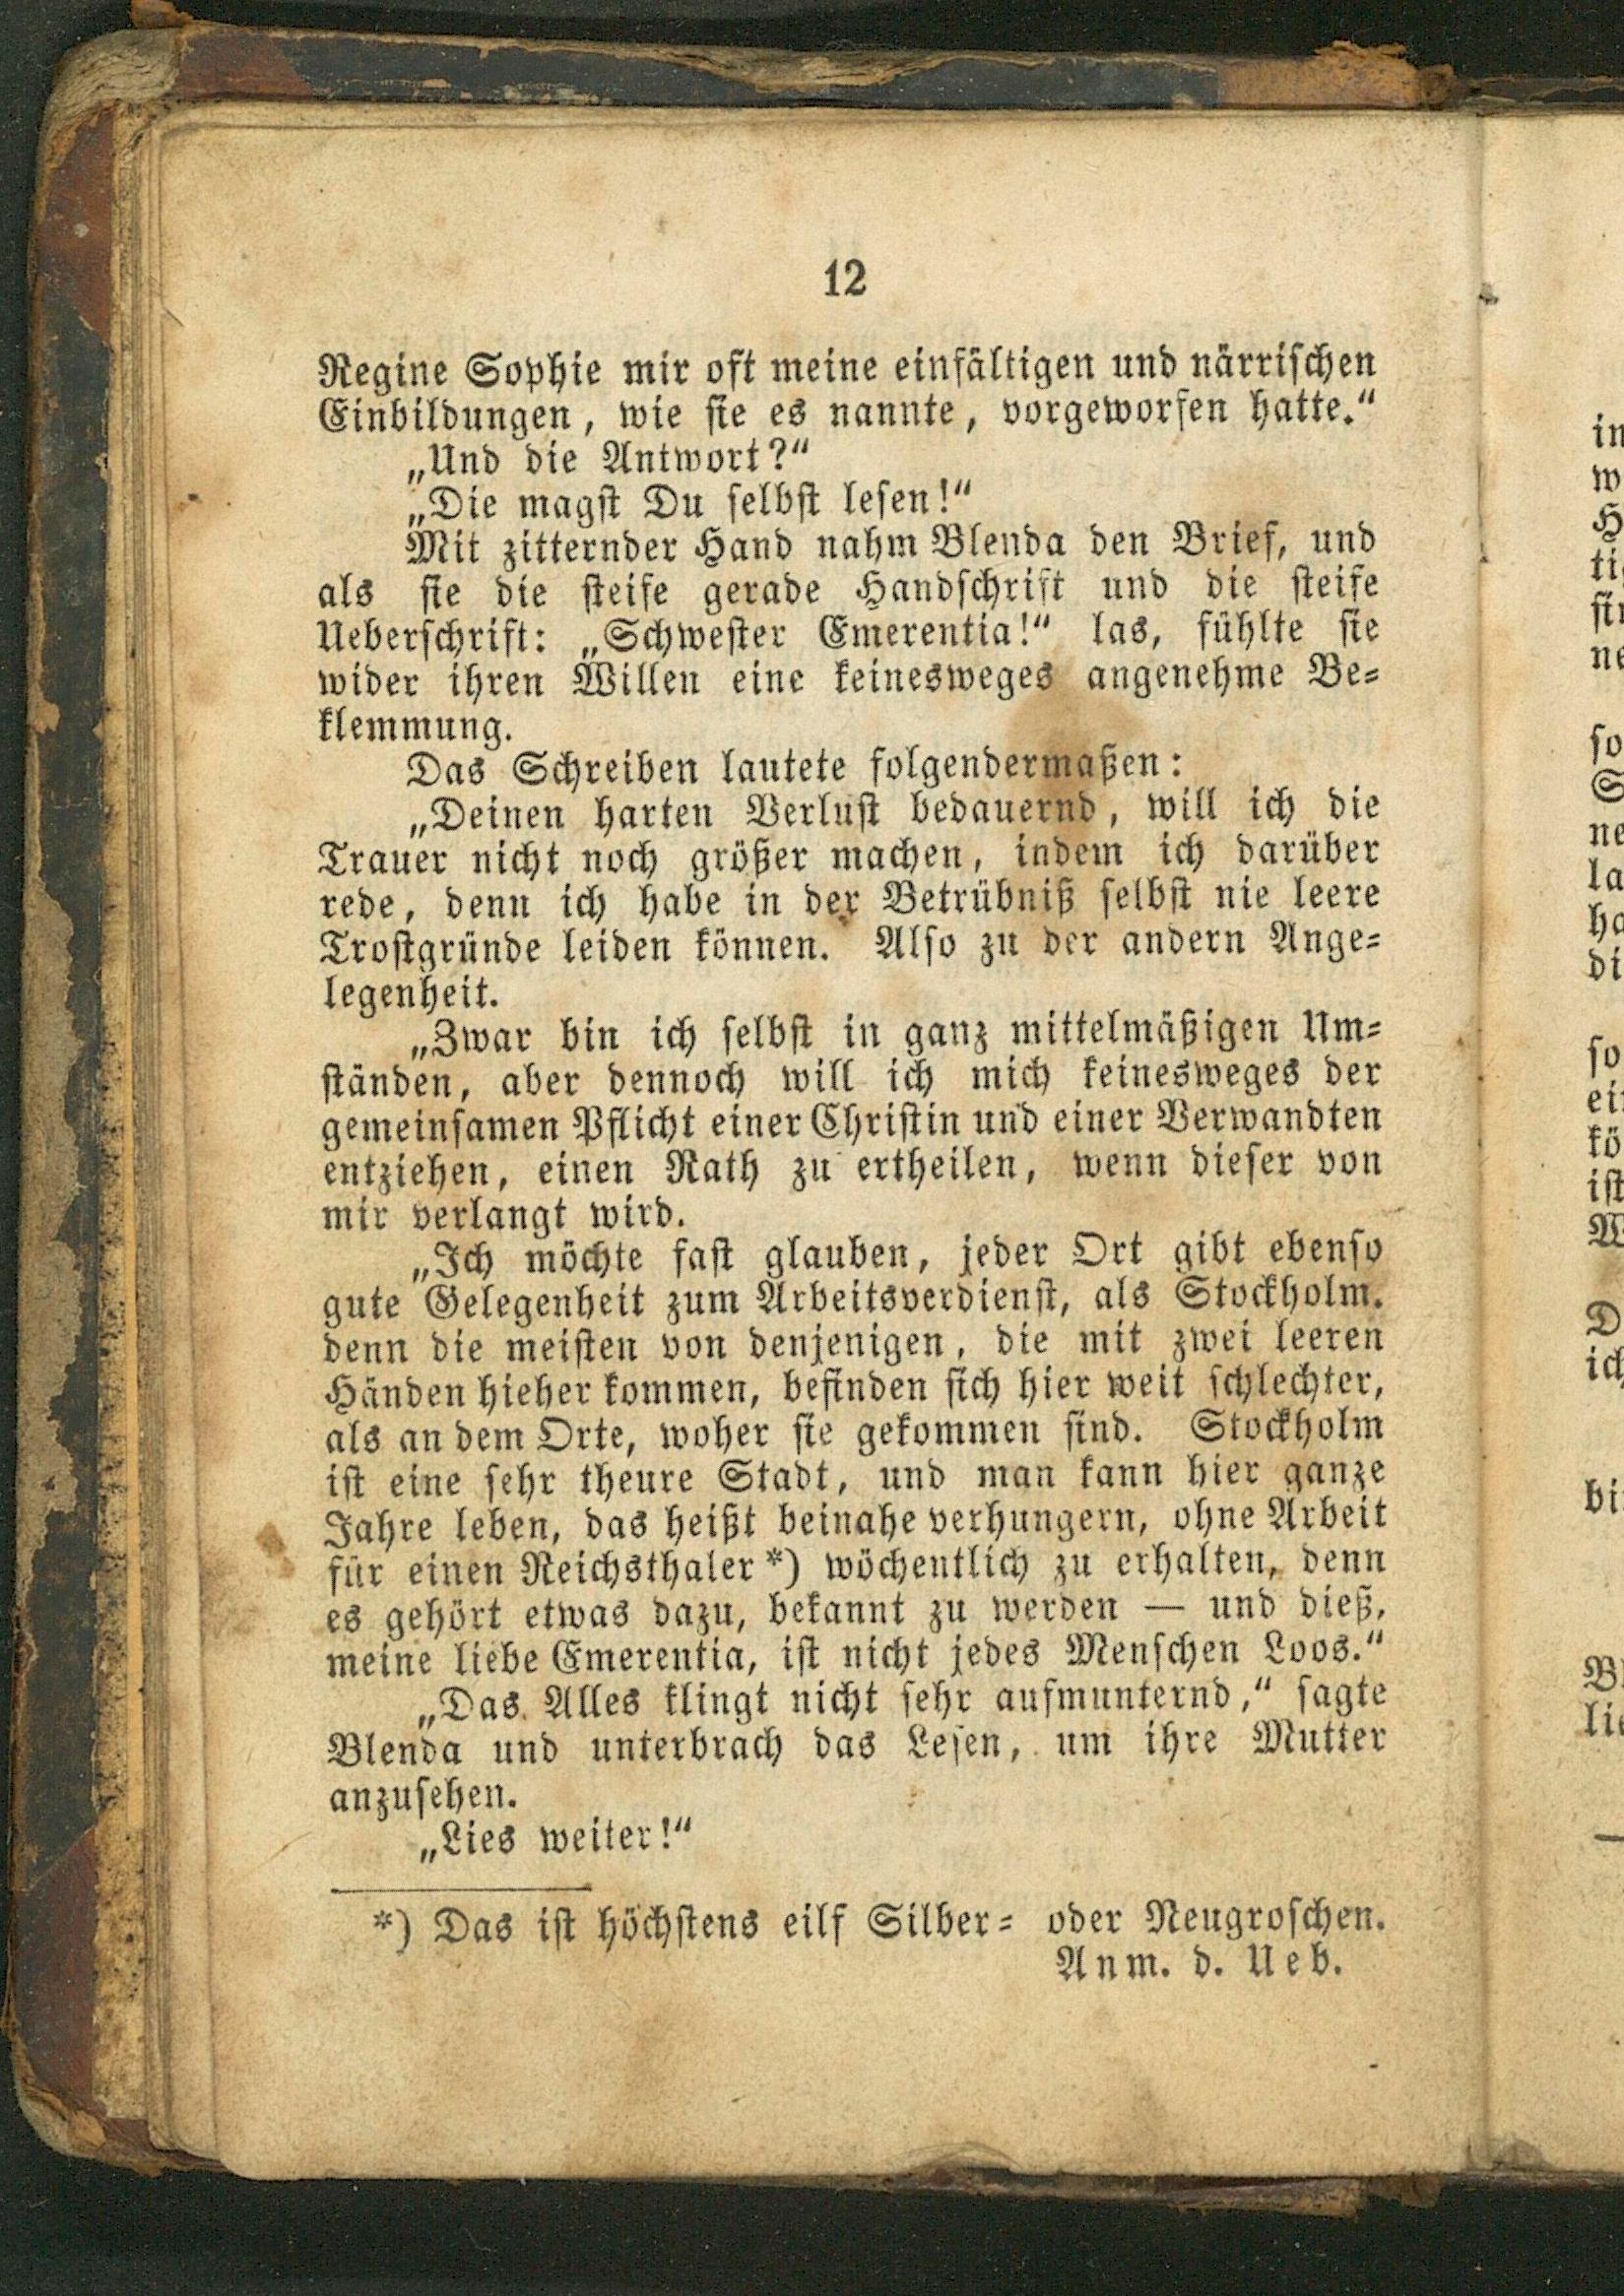 12
Regine Sophie mir oft meine einfältigen und närrischen
Einbildungen, wie sie es nannte, vorgeworfen hatte.“
„Und die Antwort?“
„Die magst Du selbst lesen!“
Mit zitternder Hand nahm Blenda den Brief, und
als sie die steife gerade Handschrift und die steife
Ueberschrift: „Schwester Emerentia!“ las, fühlte sie
wider ihren Willen eine keinesweges angenehme Be=
klemmung.
Das Schreiben lautete folgendermaßen:
„Deinen harten Verlust bedauernd, will ich die
Trauer nicht noch größer machen, indem ich darüber
rede, denn ich habe in der Betrübniß selbst nie leere
Trostgründe leiden können. Also zu der andern Ange=
legenheit.
„Zwar bin ich selbst in ganz mittelmäßigen Um=
ständen, aber dennoch will ich mich keinesweges der
gemeinsamen Pflicht einer Christin und einer Verwandten
entziehen, einen Rath zu ertheilen, wenn dieser von
mir verlangt wird.
„Ich möchte fast glauben, jeder Ort gibt ebenso
gute Gelegenheit zum Arbeitsverdienst, als Stockholm.
denn die meisten von denjenigen, die mit zwei leeren
Händen hieher kommen, befinden sich hier weit schlechter,
als an dem Orte, woher sie gekommen sind. Stockholm
ist eine sehr theure Stadt, und man kann hier ganze
Jahre leben, das heißt beinahe verhungern, ohne Arbeit
für einen Reichsthaler*) wöchentlich zu erhalten, denn
es gehört etwas dazu, bekannt zu werden — und dieß,
meine liebe Emerentia, ist nicht jedes Menschen Loos.“
„Das Alles klingt nicht sehr aufmunternd,“ sagte
Blenda und unterbrach das Lesen, um ihre Mutter
anzusehen.
„Lies weiter!“
*) Das ist höchstens eilf Silber= oder Neugroschen.
Anm. d. Ueb.